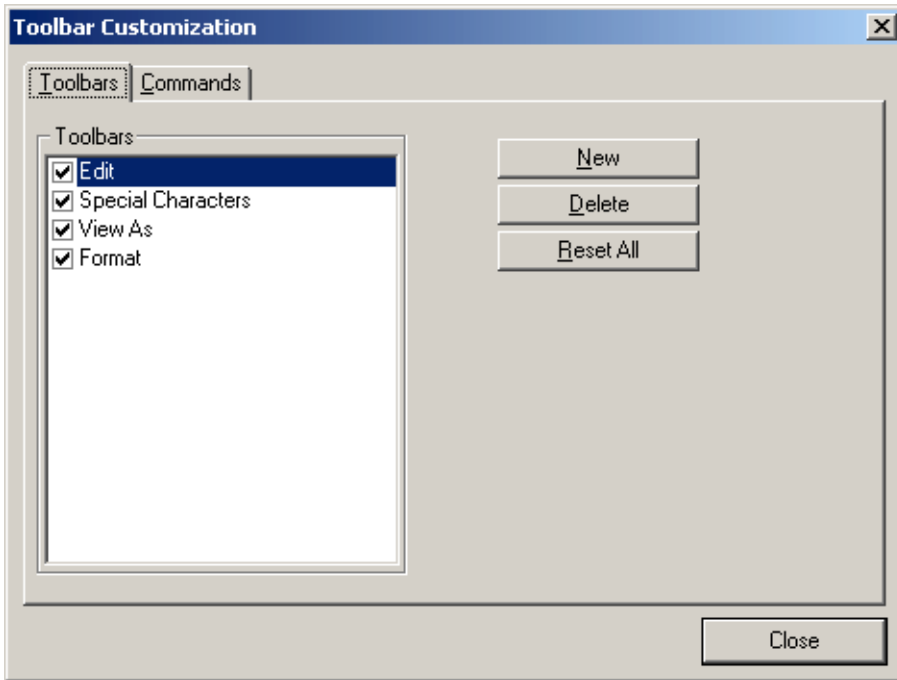 Toolbar Customization
Toolbars Commands
Toolbars
Edit
Special Characters
View As
Format
New
Delete
Reset All
Close